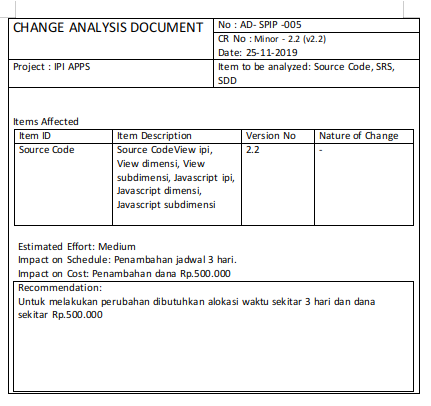 CHANGE ANALYSIS DOCUMENT
No : AD- SPIP -005
CR No : Minor - 2.2 (v2.2)
Date: 25-11-2019
Project : IPI APPS
Item to be analyzed: Source Code, SRS,
SDD
Items Affected
Item ID
Item Description
Version No
Nature of Change
Source Code
Source CodeView ipi,
View dimensi, View
subdimensi, Javascript ipi,
Javascript dimensi,
Javascript subdimensi
2.2
-
Estimated Effort: Medium
Impact on Schedule: Penambahan jadwal 3 hari.
Impact on Cost: Penambahan dana Rp.500.000
Recommendation:
Untuk melakukan perubahan dibutuhkan alokasi waktu sekitar 3 hari dan dana
sekitar Rp.500.000